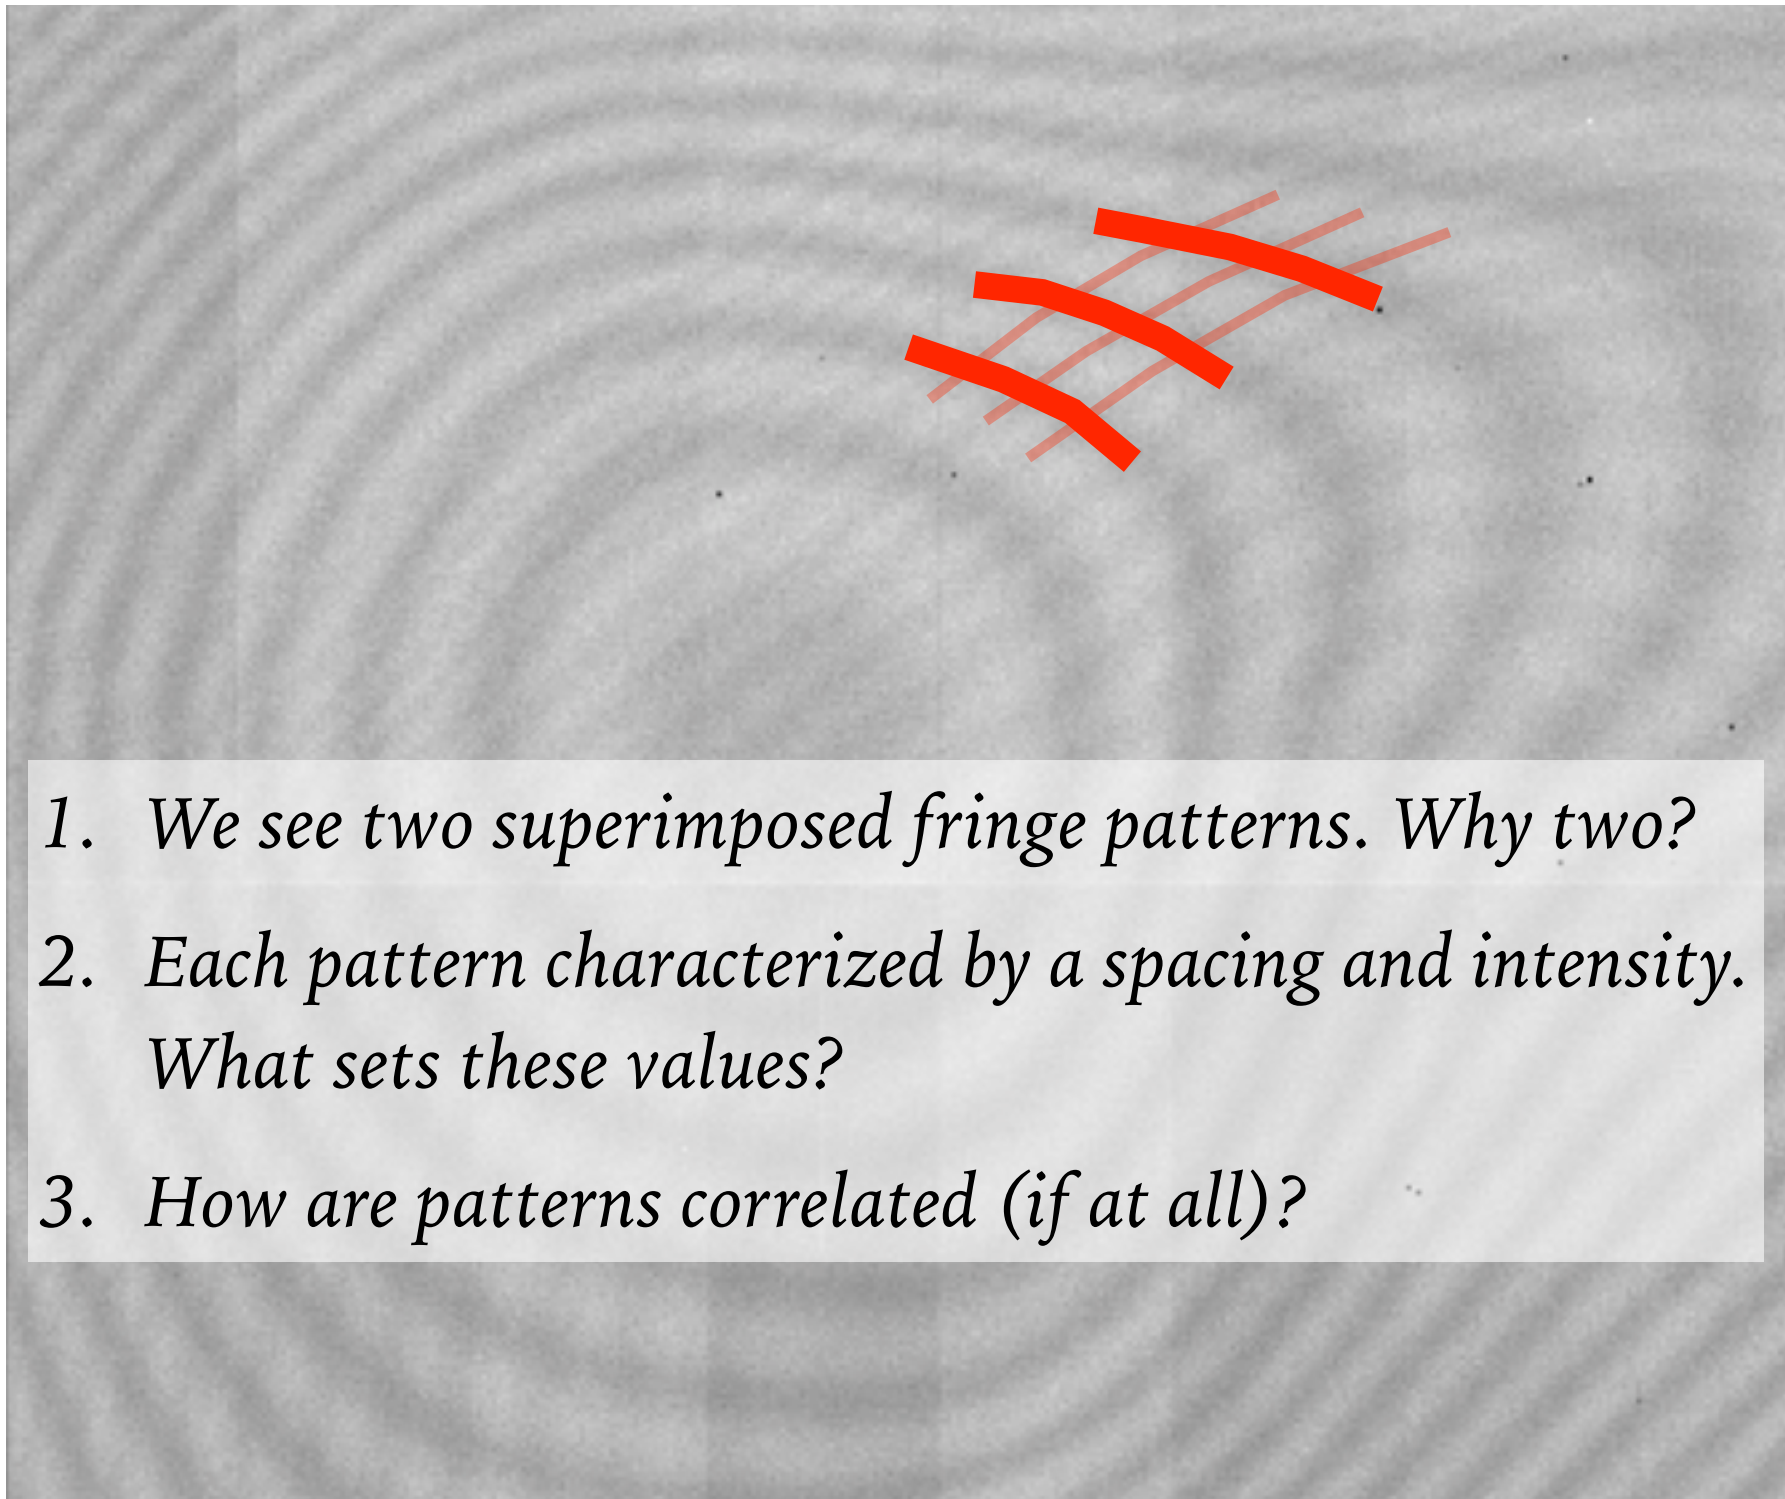 1. We see two superimposed fringe patterns. Why two?
2. Each pattern characterized by a spacing and intensity.
What sets these values?
3. How are patterns correlated (if at all)?